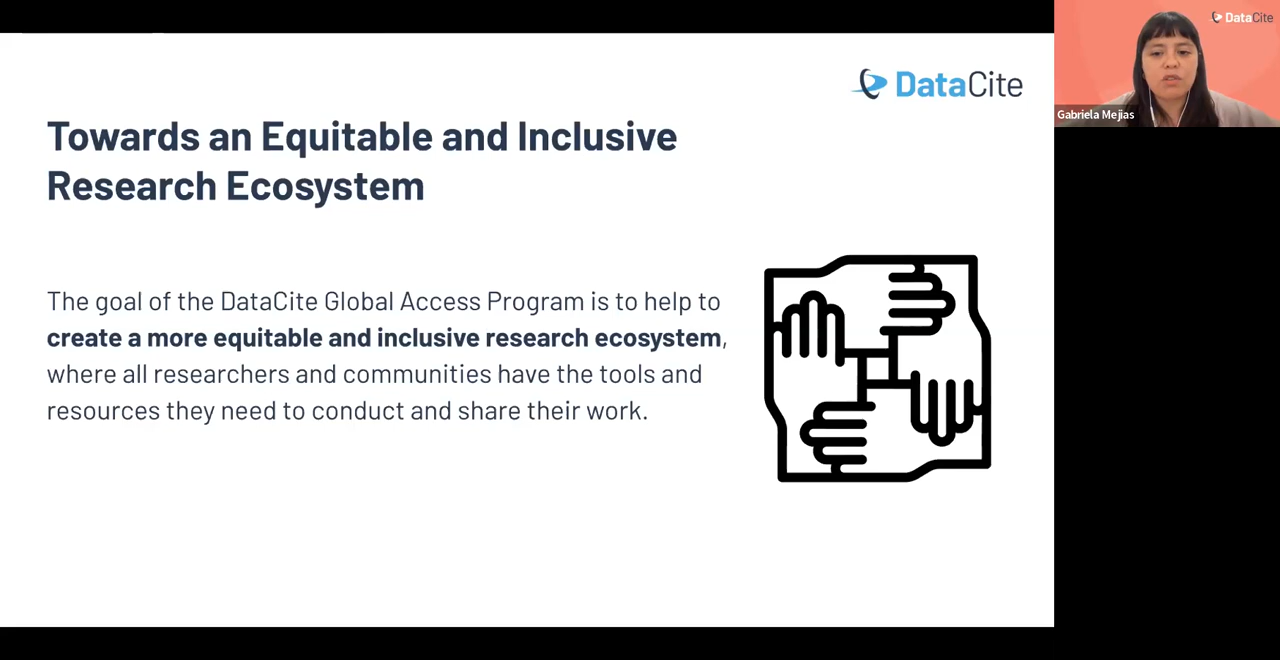 DataCite
Towards an Equitable and Inclusive
Research Ecosystem
The goal of the DataCite Global Access Program is to help to
create a more equitable and inclusive research ecosystem,
where all researchers and communities have the tools and
resources they need to conduct and share their work.
DataCite
Gabriela Mejias